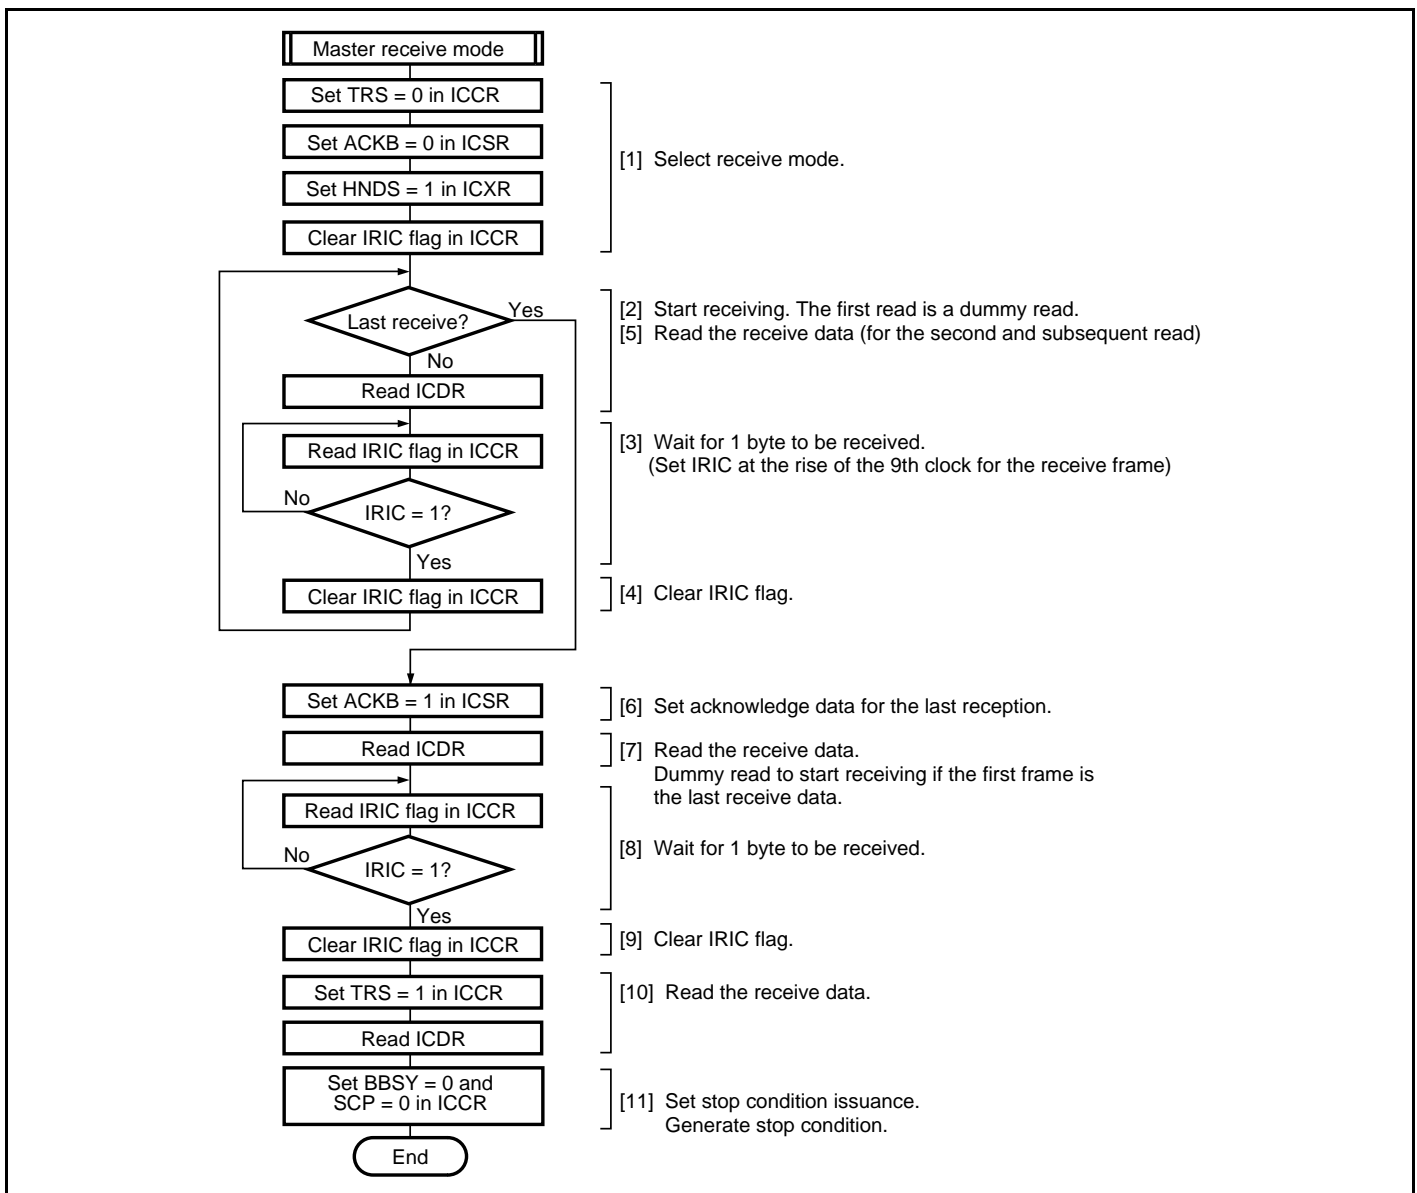 Master receive mode
Set TRS = 0 in ICCR
Set ACKB = 0 in ICSR
[1] Select receive mode.
Set HNDS = 1 in ICXR
Clear IRIC flag in ICCR
Last receive?
Yes
[2] Start receiving. The first read is a dummy read.
[5] Read the receive data (for the second and subsequent read)
No
Read ICDR
Read IRIC flag in ICCR
[3] Wait for 1 byte to be received.
(Set IRIC at the rise of the 9th clock for the receive frame)
No
IRIC = 1?
Yes
Clear IRIC flag in ICCR
[4] Clear IRIC flag.
Set ACKB = 1 in ICSR
[6] Set acknowledge data for the last reception.
Read ICDR
[7] Read the receive data.
Dummy read to start receiving if the first frame is
the last receive data.
Read IRIC flag in ICCR
No
IRIC = 1?
[8] Wait for 1 byte to be received.
Yes
Clear IRIC flag in ICCR
[9] Clear IRIC flag.
Set TRS = 1 in ICCR
[10] Read the receive data.
Read ICDR
Set BBSY = 0 and
SCP = 0 in ICCR
[11] Set stop condition issuance.
Generate stop condition.
End